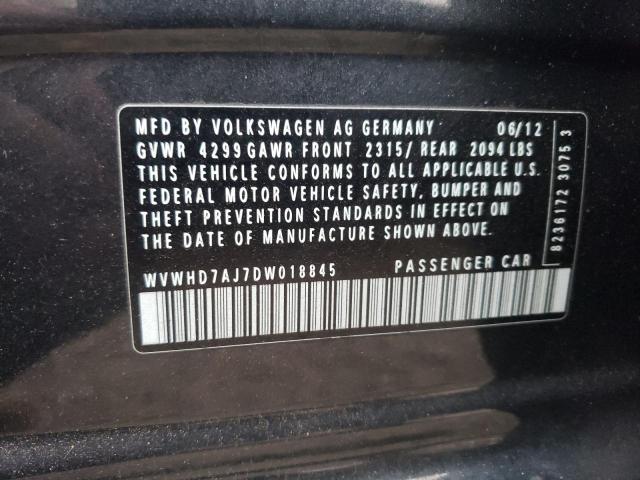 MFD BY VOLKSWAGEN AG GERMANY 06/12
GVWR 4299 GAWR FRONT 2315/ REAR 2094 LBS
THIS VEHICLE CONFORMS TO ALL APPLICABLE U.S.
FEDERAL MOTOR VEHICLE SAFETY, BUMPER AND
THEFT PREVENTION STANDARDS IN EFFECT ON
THE DATE OF MANUFACTURE SHOWN ABOVE.
WVWHD7AJ7DW018845 PASSENGER CAR
8236172 3075 3